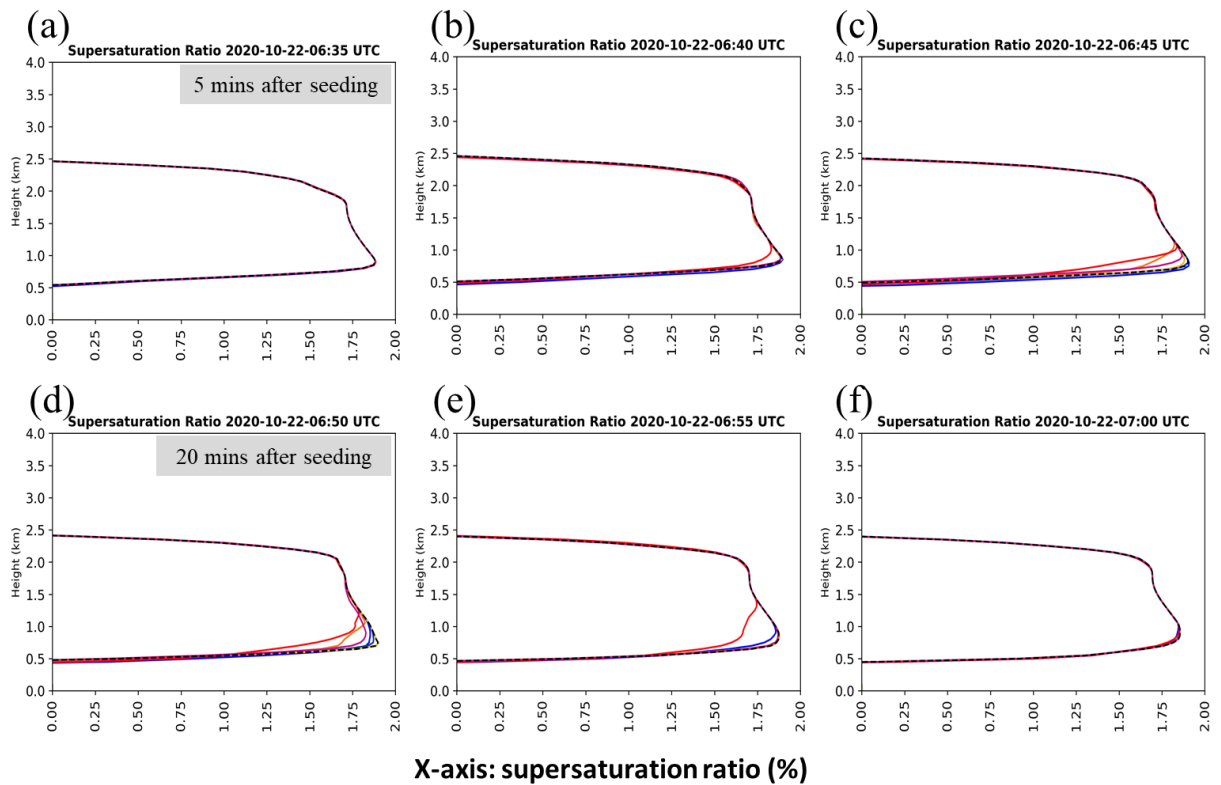 (a)
Supersaturation Ratio 2020-10-22-06:35 UTC
5 mins after seeding
Height (km)
4.0
3.5
3.0
2.5
2.0
1.5
1.0
0.5
0.0
0.00 0.25 0.50 0.75 1.00 1.25 1.50 1.75 2.00
(b)
Supersaturation Ratio 2020-10-22-06:40 UTC
Height (km)
4.0
3.5
3.0
2.5
2.0
1.5
1.0
0.5
0.0
0.00 0.25 0.50 0.75 1.00 1.25 1.50 1.75 2.00
(c)
Supersaturation Ratio 2020-10-22-06:45 UTC
Height (km)
4.0
3.5
3.0
2.5
2.0
1.5
1.0
0.5
0.0
0.00 0.25 0.50 0.75 1.00 1.25 1.50 1.75 2.00
(d)
Supersaturation Ratio 2020-10-22-06:50 UTC
20 mins after seeding
Height (km)
4.0
3.5
3.0
2.5
2.0
1.5
1.0
0.5
0.0
0.00 0.25 0.50 0.75 1.00 1.25 1.50 1.75 2.00
(e)
Supersaturation Ratio 2020-10-22-06:55 UTC
Height (km)
4.0
3.5
3.0
2.5
2.0
1.5
1.0
0.5
0.0
0.00 0.25 0.50 0.75 1.00 1.25 1.50 1.75 2.00
(f)
Supersaturation Ratio 2020-10-22-07:00 UTC
Height (km)
4.0
3.5
3.0
2.5
2.0
1.5
1.0
0.5
0.0
0.00 0.25 0.50 0.75 1.00 1.25 1.50 1.75 2.00
X-axis: supersaturation ratio (%)